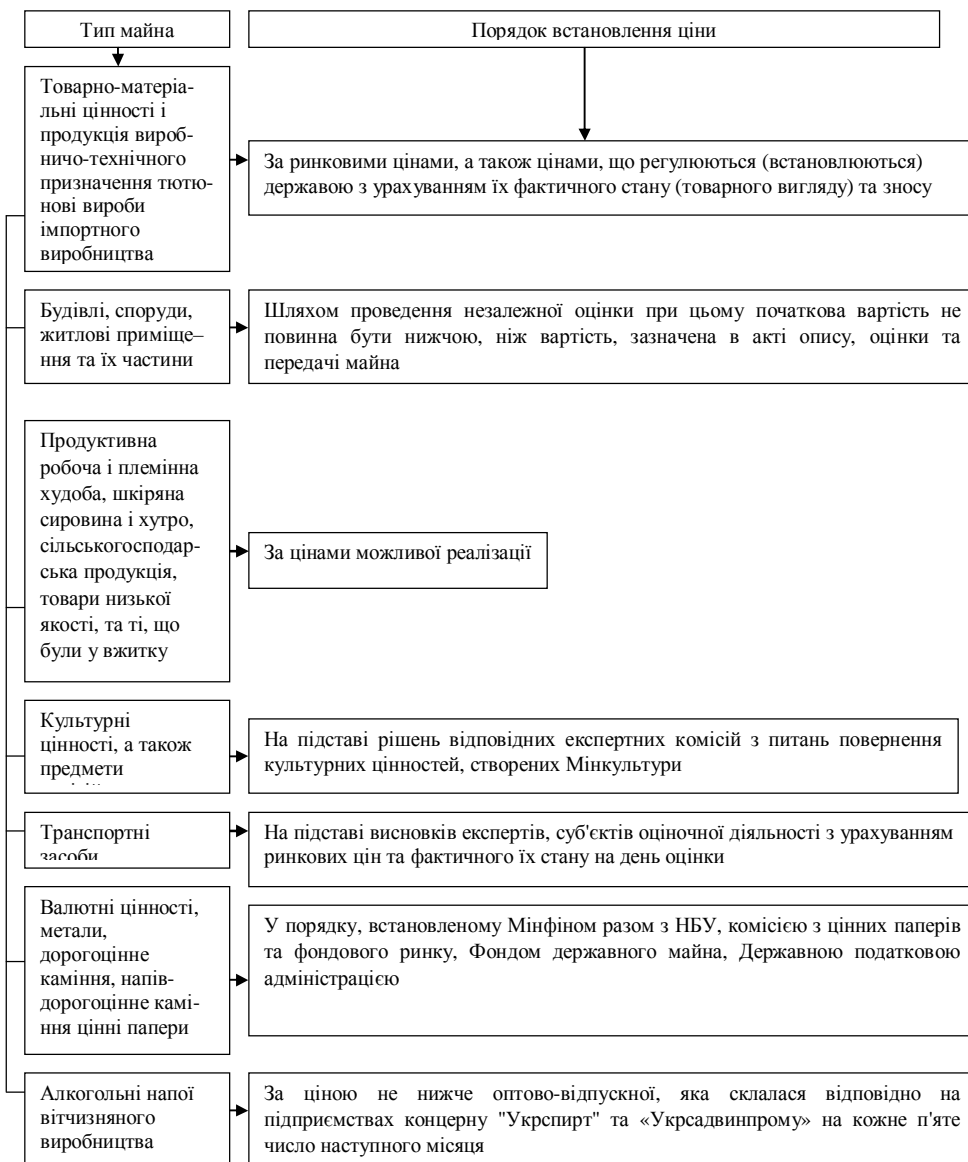 Тип майна
Порядок встановлення ціни
Товарно-матеріа-
льні цінності і
продукція вироб-
ничо-технічного
призначення тютю-
нові вироби
імпортного
виробництва
За ринковими цінами, а також цінами, що регулюються (встановлюються)
державою з урахуванням їх фактичного стану (товарного вигляду) та зносу
Будівлі, споруди,
житлові приміще–
ння та їх частини
Шляхом проведення незалежної оцінки при цьому початкова вартість не
повинна бути нижчою, ніж вартість, зазначена в акті опису, оцінки та
передачі майна
Продуктивна
робоча і племінна
худоба, шкіряна
сировина і хутро,
сільськогосподар-
ська продукція,
товари низької
якості, та ті, що
були у вжитку
За цінами можливої реалізації
Культурні
цінності, а також
предмети
На підставі рішень відповідних експертних комісій з питань повернення
культурних цінностей, створених Мінкультури
Транспортні
засоби
На підставі висновків експертів, суб'єктів оціночної діяльності з урахуванням
ринкових цін та фактичного їх стану на день оцінки
Валютні цінності,
метали,
дорогоцінне
каміння, напів-
дорогоцінне камі-
ння цінні папери
У порядку, встановленому Мінфіном разом з НБУ, комісією з цінних паперів
та фондового ринку, Фондом державного майна, Державною податковою
адміністрацією
Алкогольні напої
вітчизняного
виробництва
За ціною не нижче оптово-відпускної, яка склалася відповідно на
підприємствах концерну "Укрспирт" та «Укрсадвинпрому» на кожне п'яте
число наступного місяця